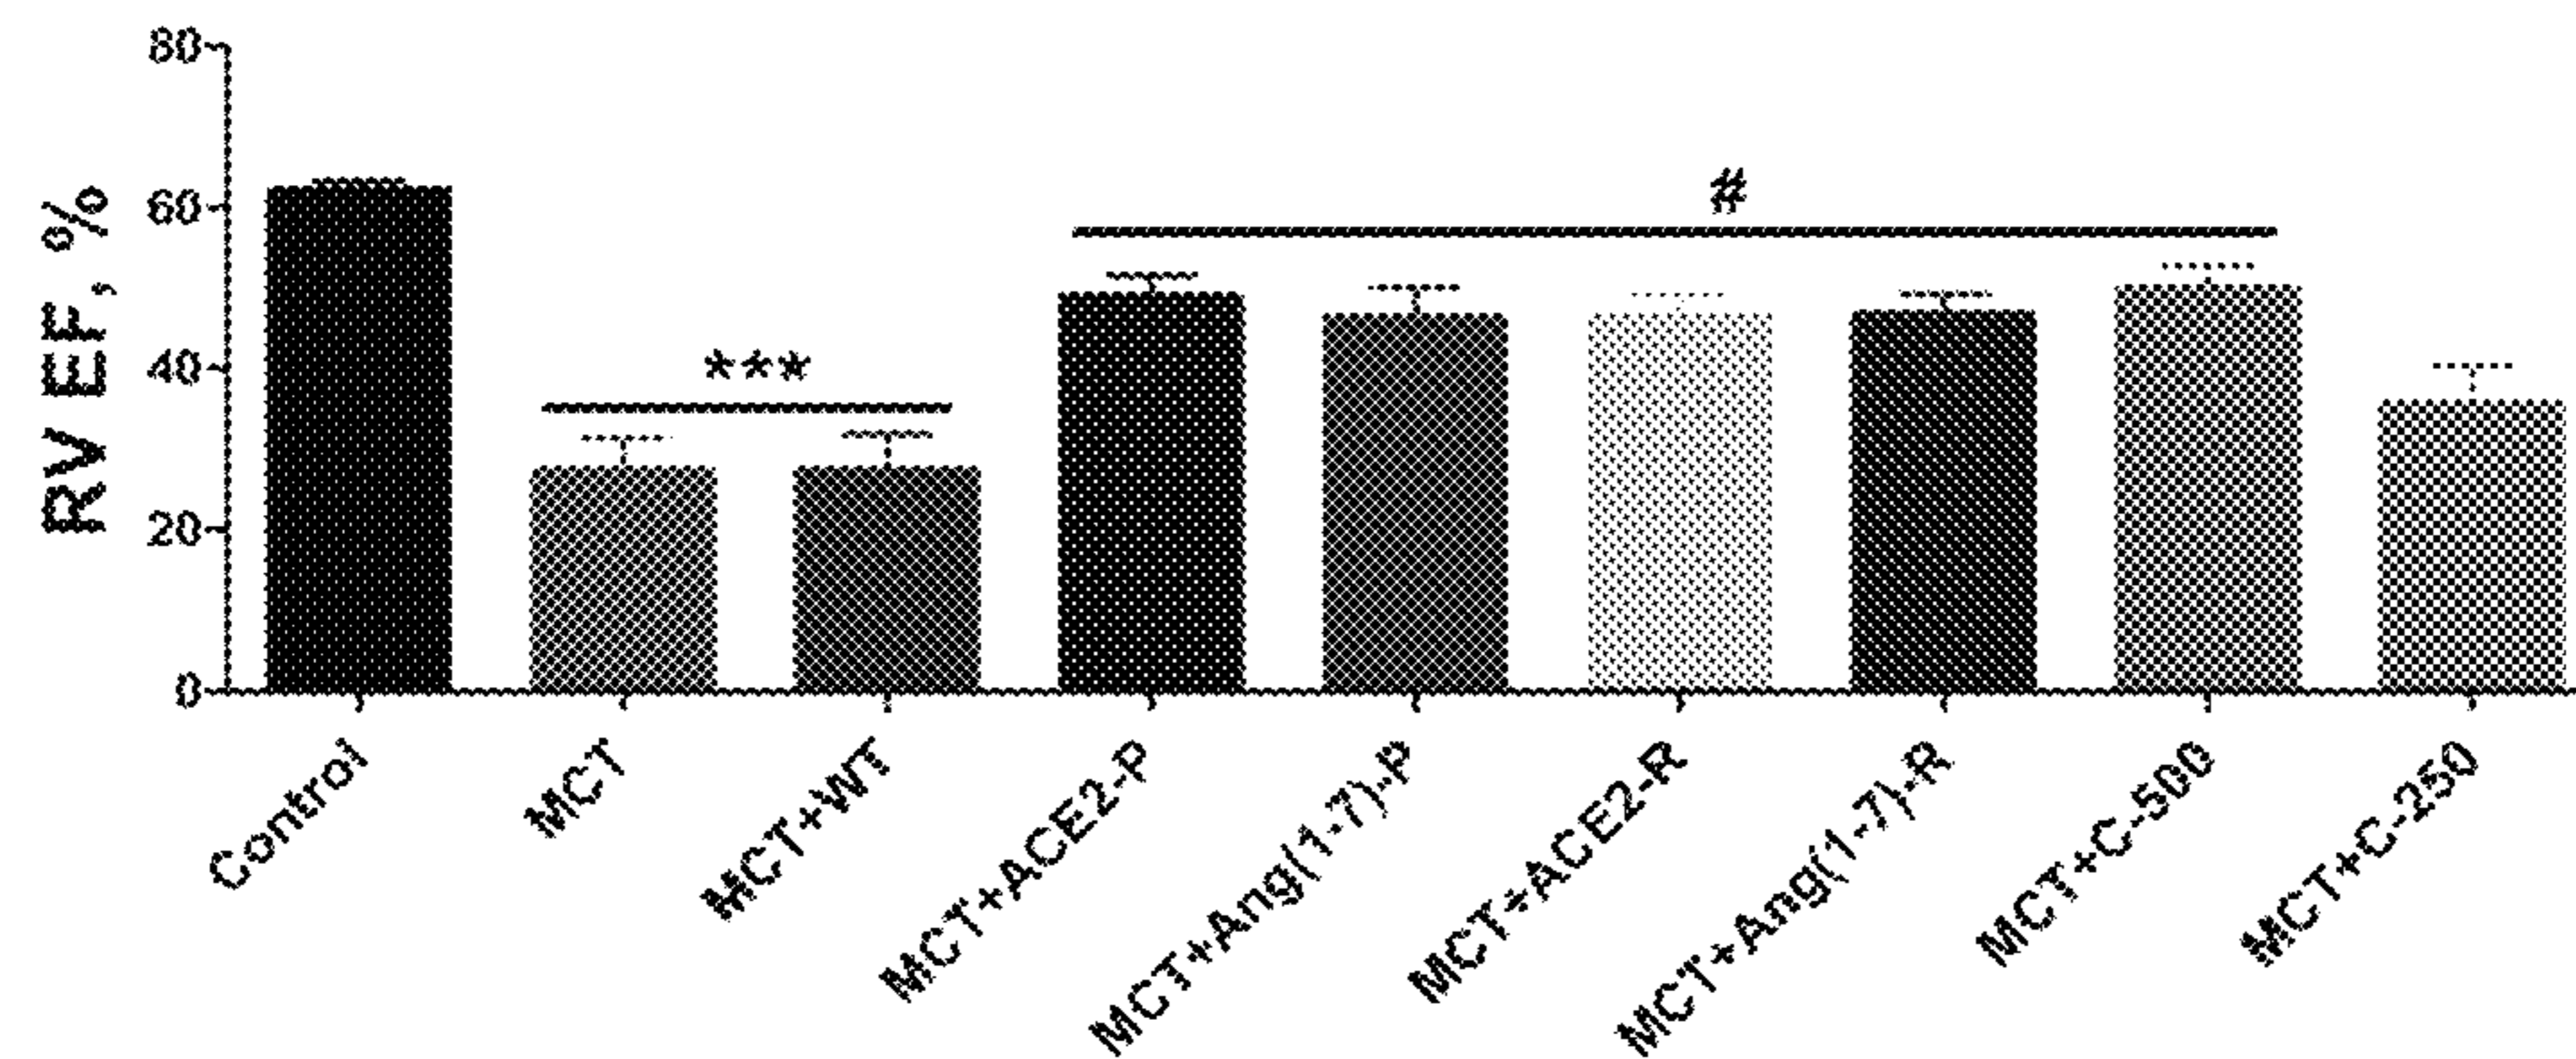 RV EF, %
80
60
40
20
0
***
#
Control
MCT
MCT+WT
MCT+ACE2-P
MCT+Ang(1-7)-P
MCT+ACE2-R
MCT+Ang(1-7)-R
MCT+C-500
MCT+C-250